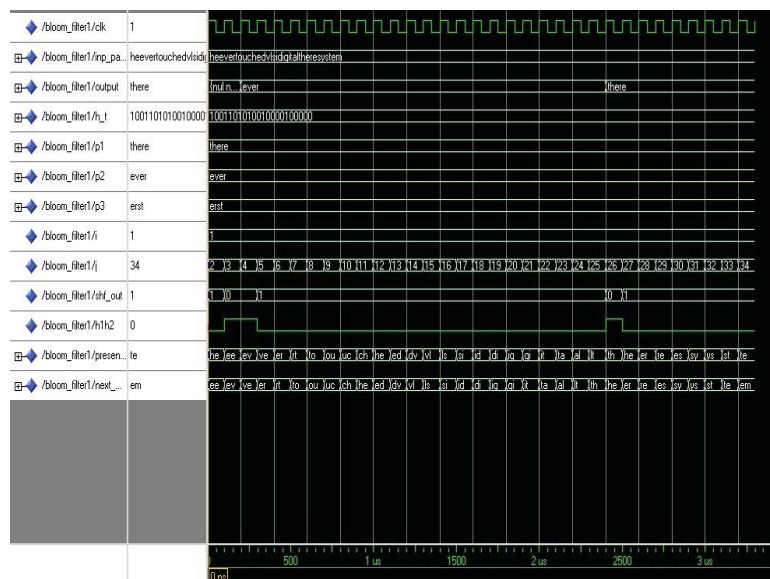 /bloom_filter1/clk 1
/bloom_filter1/inp_pa... heevertouchedvlsidi heevertouchedvlsidigitaltheresystem
/bloom_filter1/output there {nul n... ever there
/bloom_filter1/h_t 1001101010010000 1001101010010000100000
/bloom_filter1/p1 there there
/bloom_filter1/p2 ever ever
/bloom_filter1/p3 erst erst
/bloom_filter1/i 1 1
/bloom_filter1/j 34 2 3 4 5 6 7 8 9 10 11 12 13 14 15 16 17 18 19 20 21 22 23 24 25 26 27 28 29 30 31 32 33 34
/bloom_filter1/shf_out 1 1 0 1 0 1
/bloom_filter1/h1h2 0
/bloom_filter1/presen... te he ee ev ve er rt to ou uc ch he ed dv vl ls si id di ig gi it ta al lt th he er re es sy ys st te
/bloom_filter1/next_... em ee ev ve er rt to ou uc ch he ed dv vl ls si id di ig gi it ta al lt th he er re es sy ys st te em
500 1 us 1500 2 us 2500 3 us
0 ps